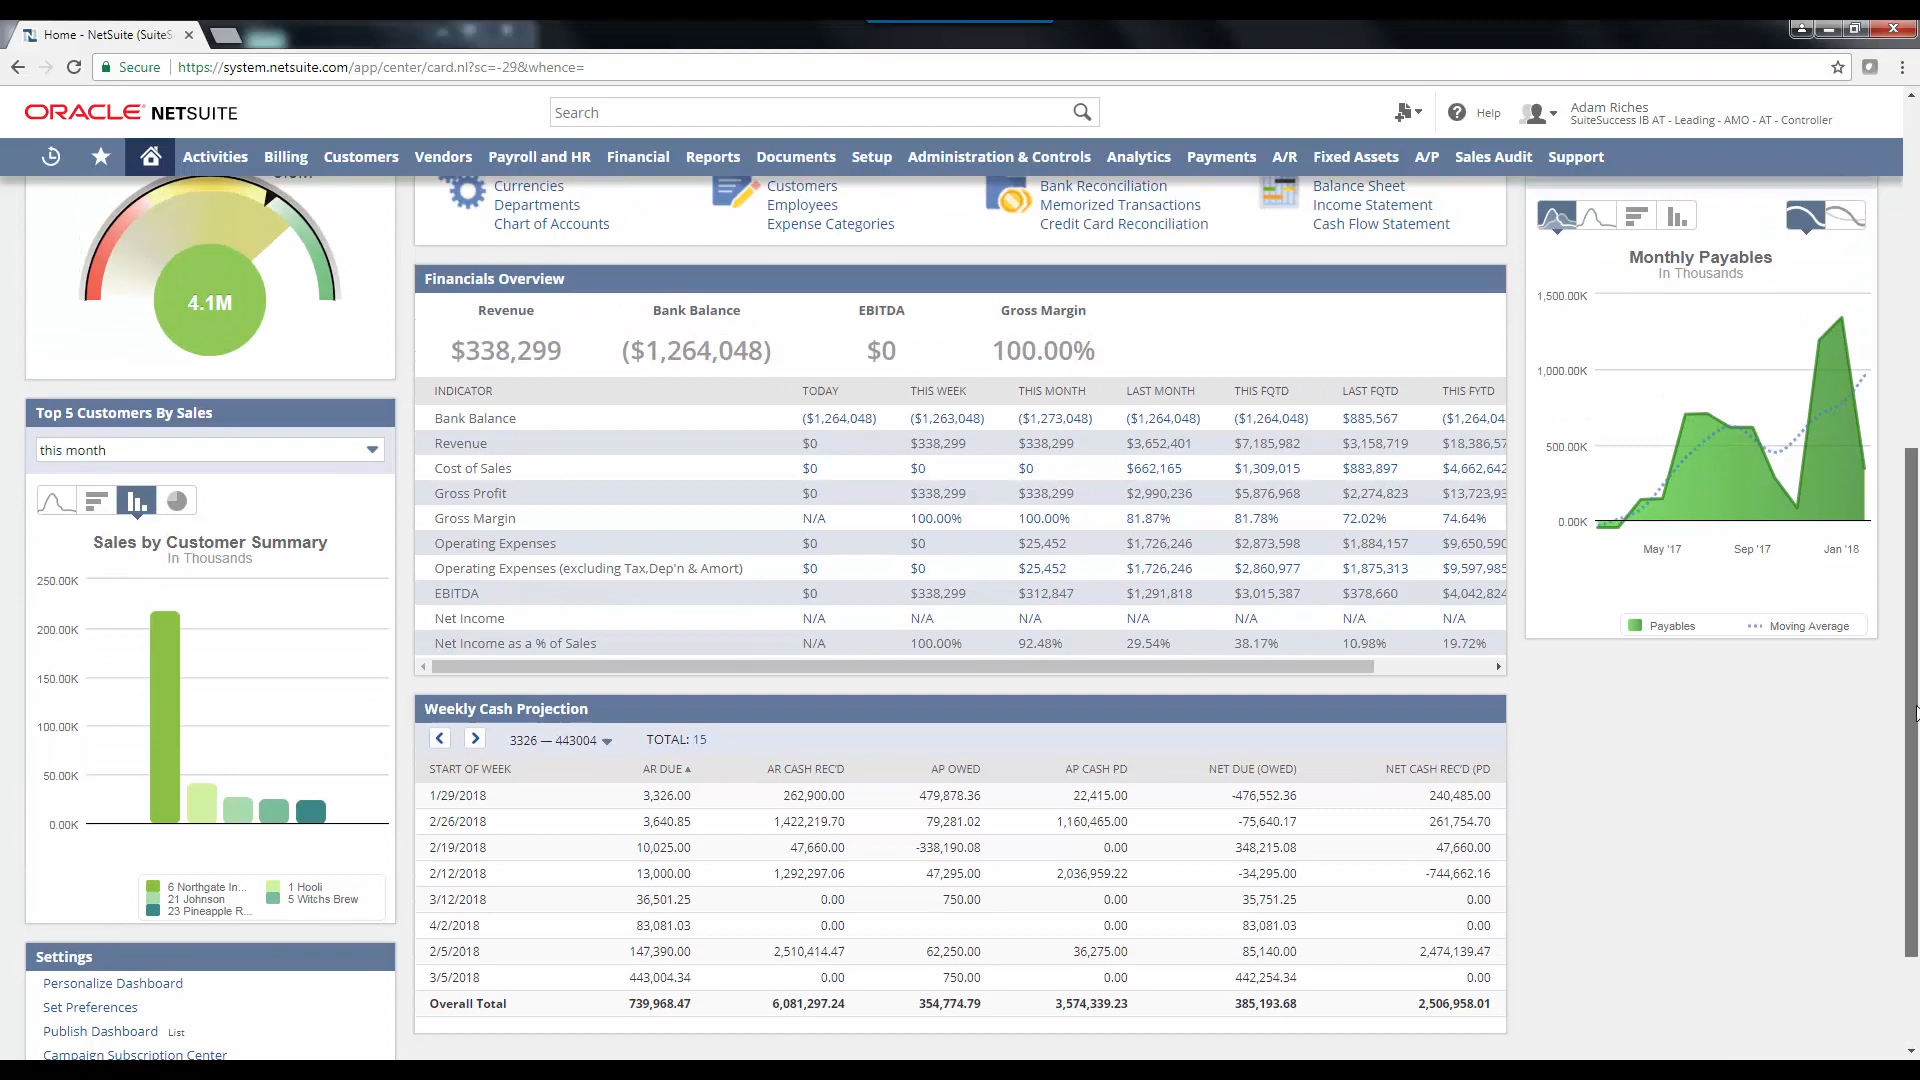 Home - NetSuite (SuiteS
Secure
https://system.netsuite.com/app/center/card.nl?sc=-29&whence=
ORACLE NETSUITE
Search
Help
Adam Riches
SuiteSuccess IB AT - Leading - AMO - AT - Controller
Activities Billing Customers Vendors Payroll and HR Financial Reports Documents Setup Administration & Controls Analytics Payments A/R Fixed Assets A/P Sales Audit Support
4.1M
Currencies
Departments
Chart of Accounts
Customers
Employees
Expense Categories
Bank Reconciliation
Memorized Transactions
Credit Card Reconciliation
Balance Sheet
Income Statement
Cash Flow Statement
Top 5 Customers By Sales
this month
Sales by Customer Summary
In Thousands
250.00K
200.00K
150.00K
100.00K
50.00K
0.00K
6 Northgate In... 1 Hooli
21 Johnson 5 Witchs Brew
23 Pineapple R...
Settings
Personalize Dashboard
Set Preferences
Publish Dashboard List
Campaign Subscription Center
Financials Overview
Revenue Bank Balance EBITDA Gross Margin
$338,299 ($1,264,048) $0 100.00%
INDICATOR TODAY THIS WEEK THIS MONTH LAST MONTH THIS FQTD LAST FQTD THIS FYTD
Bank Balance ($1,264,048) ($1,263,048) ($1,273,048) ($1,264,048) ($1,264,048) $885,567 ($1,264,04
Revenue $0 $338,299 $338,299 $3,652,401 $7,185,982 $3,158,719 $18,386,57
Cost of Sales $0 $0 $0 $662,165 $1,309,015 $883,897 $4,662,642
Gross Profit $0 $338,299 $338,299 $2,990,236 $5,876,968 $2,274,823 $13,723,93
Gross Margin N/A 100.00% 100.00% 81.87% 81.78% 72.02% 74.64%
Operating Expenses $0 $0 $25,452 $1,726,246 $2,873,598 $1,884,157 $9,650,590
Operating Expenses (excluding Tax,Dep'n & Amort) $0 $0 $25,452 $1,726,246 $2,860,977 $1,875,313 $9,597,985
EBITDA $0 $338,299 $312,847 $1,291,818 $3,015,387 $378,660 $4,042,824
Net Income N/A N/A N/A N/A N/A N/A N/A
Net Income as a % of Sales N/A 100.00% 92.48% 29.54% 38.17% 10.98% 19.72%
Weekly Cash Projection
3326 — 443004 TOTAL: 15
START OF WEEK AR DUE AR CASH REC'D AP OWED AP CASH PD NET DUE (OWED) NET CASH REC'D (PD
1/29/2018 3,326.00 262,900.00 479,878.36 22,415.00 -476,552.36 240,485.00
2/26/2018 3,640.85 1,422,219.70 79,281.02 1,160,465.00 -75,640.17 261,754.70
2/19/2018 10,025.00 47,660.00 -338,190.08 0.00 348,215.08 47,660.00
2/12/2018 13,000.00 1,292,297.06 47,295.00 2,036,959.22 -34,295.00 -744,662.16
3/12/2018 36,501.25 0.00 750.00 0.00 35,751.25 0.00
4/2/2018 83,081.03 0.00 0.00 83,081.03 0.00
2/5/2018 147,390.00 2,510,414.47 62,250.00 36,275.00 85,140.00 2,474,139.47
3/5/2018 443,004.34 0.00 750.00 0.00 442,254.34 0.00
Overall Total 739,968.47 6,081,297.24 354,774.79 3,574,339.23 385,193.68 2,506,958.01
Monthly Payables
In Thousands
1,500.00K
1,000.00K
500.00K
0.00K
May '17 Sep '17 Jan '18
Payables Moving Average